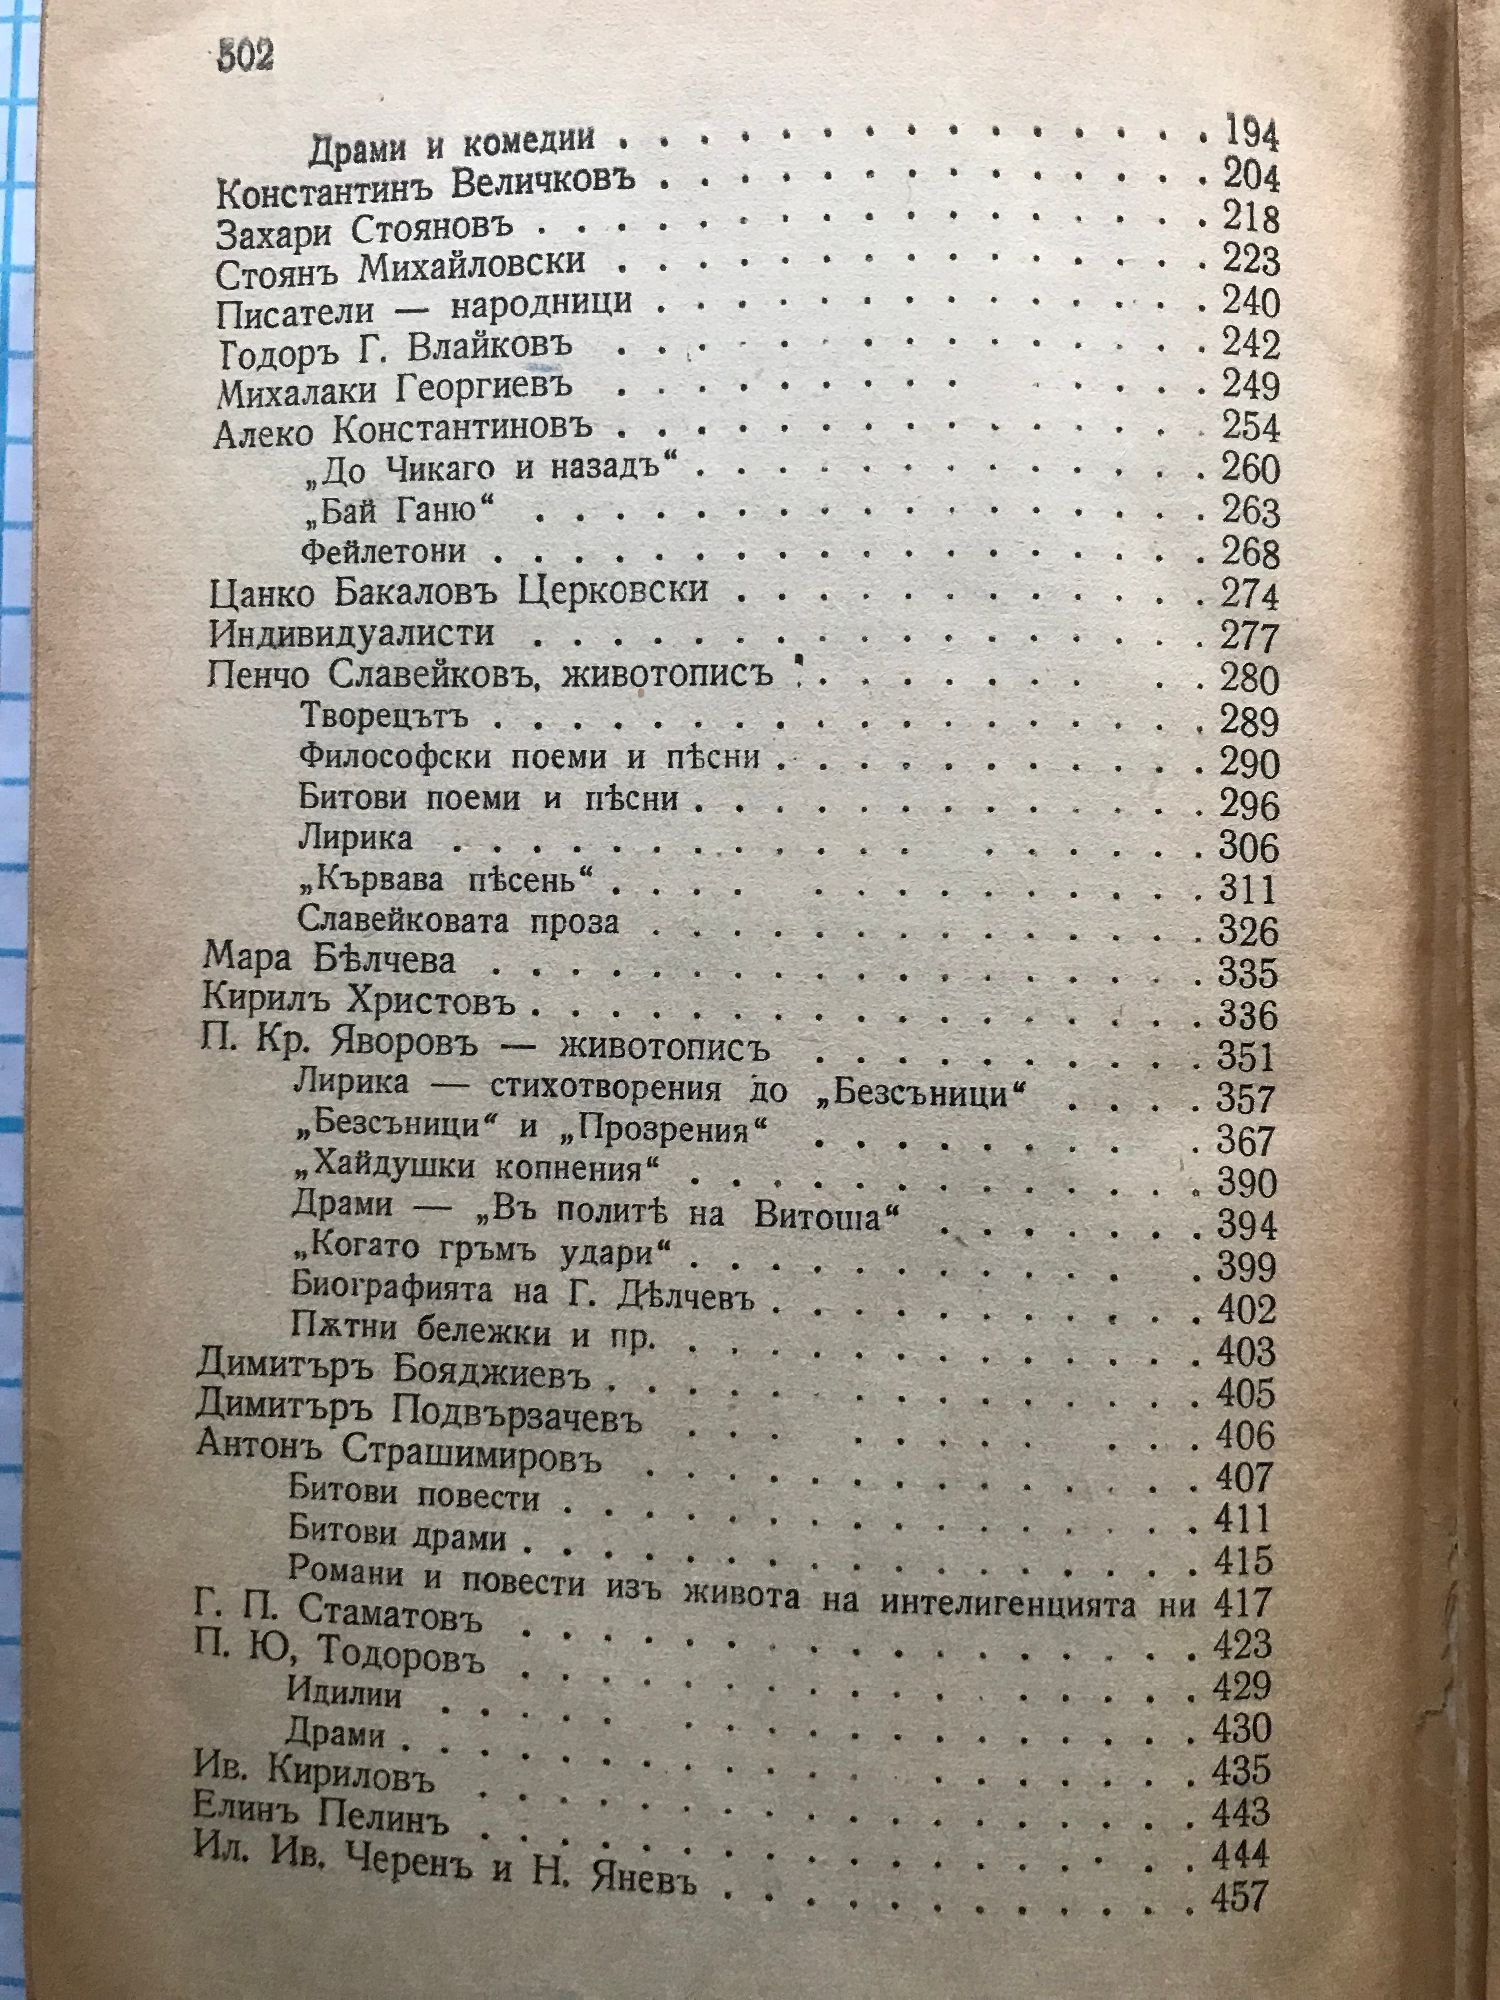 502
Драми и комедии . . . . . . . . . . . . . . . 194
Константинъ Величковъ . . . . . . . . . . . . . . 204
Захари Стояновъ . . . . . . . . . . . . . . . . . 218
Стоянъ Михайловски . . . . . . . . . . . . . . . 223
Писатели — народници . . . . . . . . . . . . . . 240
Годоръ Г. Влайковъ . . . . . . . . . . . . . . . 242
Михалаки Георгиевъ . . . . . . . . . . . . . . 249
Алеко Константиновъ . . . . . . . . . . . . . . . 254
„До Чикаго и назадъ“ . . . . . . . . . . . . . 260
„Бай Ганю“ . . . . . . . . . . . . . . . . . 263
Фейлетони . . . . . . . . . . . . . . . . . . 268
Цанко Бакаловъ Церковски . . . . . . . . . . . . 274
Индивидуалисти . . . . . . . . . . . . . . . . . 277
Пенчо Славейковъ, животописъ . . . . . . . . . 280
Творецътъ . . . . . . . . . . . . . . . . . . 289
Философски поеми и пѣсни . . . . . . . . . . . 290
Битови поеми и пѣсни . . . . . . . . . . . . . 296
Лирика . . . . . . . . . . . . . . . . . . 306
„Кървава пѣсень“ . . . . . . . . . . . . . . 311
Славейковата проза . . . . . . . . . . . . . . 326
Мара Бѣлчева . . . . . . . . . . . . . . . . . . 335
Кирилъ Христовъ . . . . . . . . . . . . . . . . . 336
П. Кр. Яворовъ — животописъ . . . . . . . . . . 351
Лирика — стихотворения до „Безсъници“ . . . . 357
„Безсъници“ и „Прозрения“ . . . . . . . . . 367
„Хайдушки копнения“ . . . . . . . . . . . . . 390
Драми — „Въ политѣ на Витоша“ . . . . . . . 394
„Когато гръмъ удари“ . . . . . . . . . . . . 399
Биографията на Г. Дѣлчевъ . . . . . . . . . . . 402
Пѫтни бележки и пр. . . . . . . . . . . . . . . 403
Димитъръ Бояджиевъ . . . . . . . . . . . . . . 405
Димитъръ Подвързачевъ . . . . . . . . . . . 406
Антонъ Страшимировъ . . . . . . . . . . . . . . 407
Битови повести . . . . . . . . . . . . . . . . 411
Битови драми . . . . . . . . . . . . . . . . . 415
Романи и повести изъ живота на интелигенцията ни 417
Г. П. Стаматовъ . . . . . . . . . . . . . . . . . 423
П. Ю, Тодоровъ . . . . . . . . . . . . . . . . . 429
Идилии . . . . . . . . . . . . . . . . . . 430
Драми . . . . . . . . . . . . . . . . . . . 435
Ив. Кириловъ . . . . . . . . . . . . . . . . . . 443
Елинъ Пелинъ . . . . . . . . . . . . . . . . . . 444
Ил. Ив. Черенъ и Н. Яневъ . . . . . . . . . . . . 457